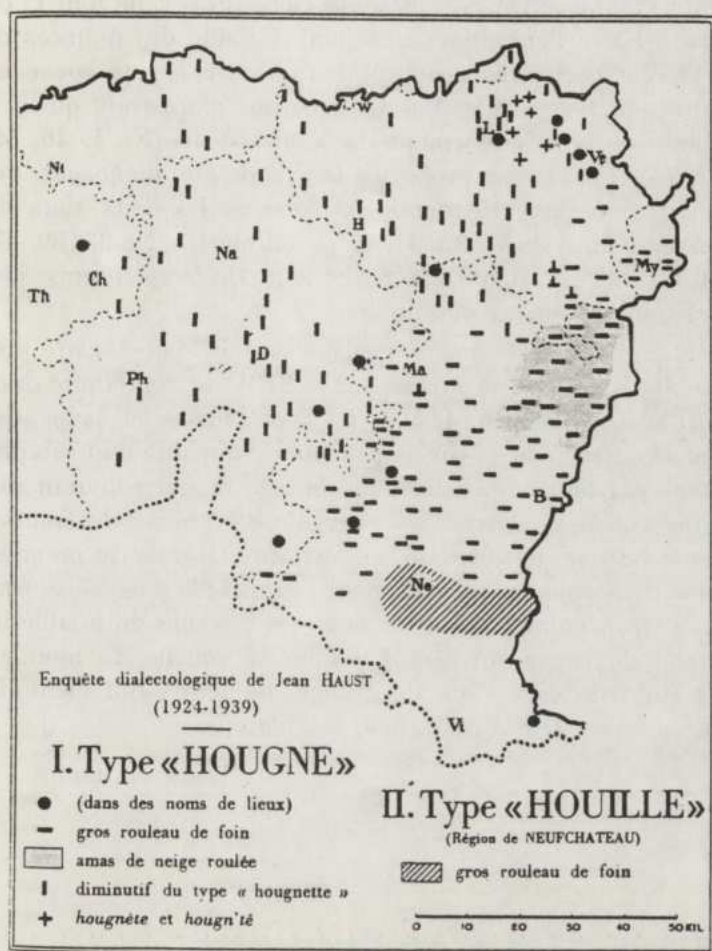 W
L
Vr
Nt
H
Na
My
Ch
Th
D
Ma
Ph
B
Ne
Enquête dialectologique de Jean HAUST
(1924-1939)
Vi
I. Type «HOUGNE»
● (dans des noms de lieux)
gros rouleau de foin
amas de neige roulée
diminutif du type « hougnette »
+ hougnète et hougn'tê
II. Type «HOUILLE»
(Région de NEUFCHATEAU)
gros rouleau de foin
0 10 20 30 40 50 KIL.